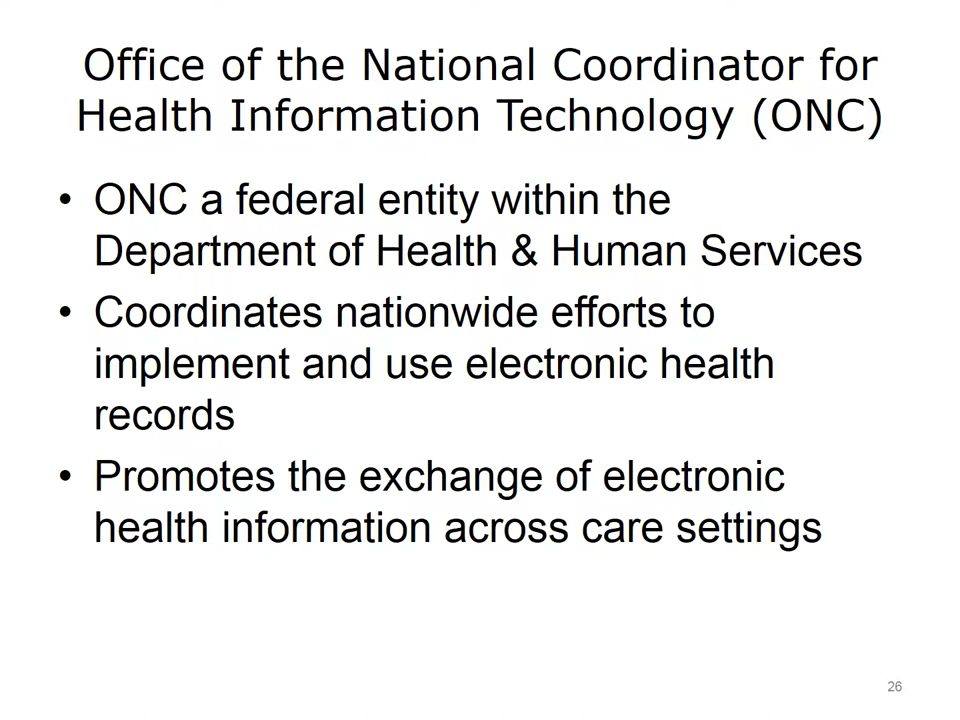 Office of the National Coordinator for
Health Information Technology (ONC)
• ONC a federal entity within the
Department of Health & Human Services
• Coordinates nationwide efforts to
implement and use electronic health
records
• Promotes the exchange of electronic
health information across care settings
26